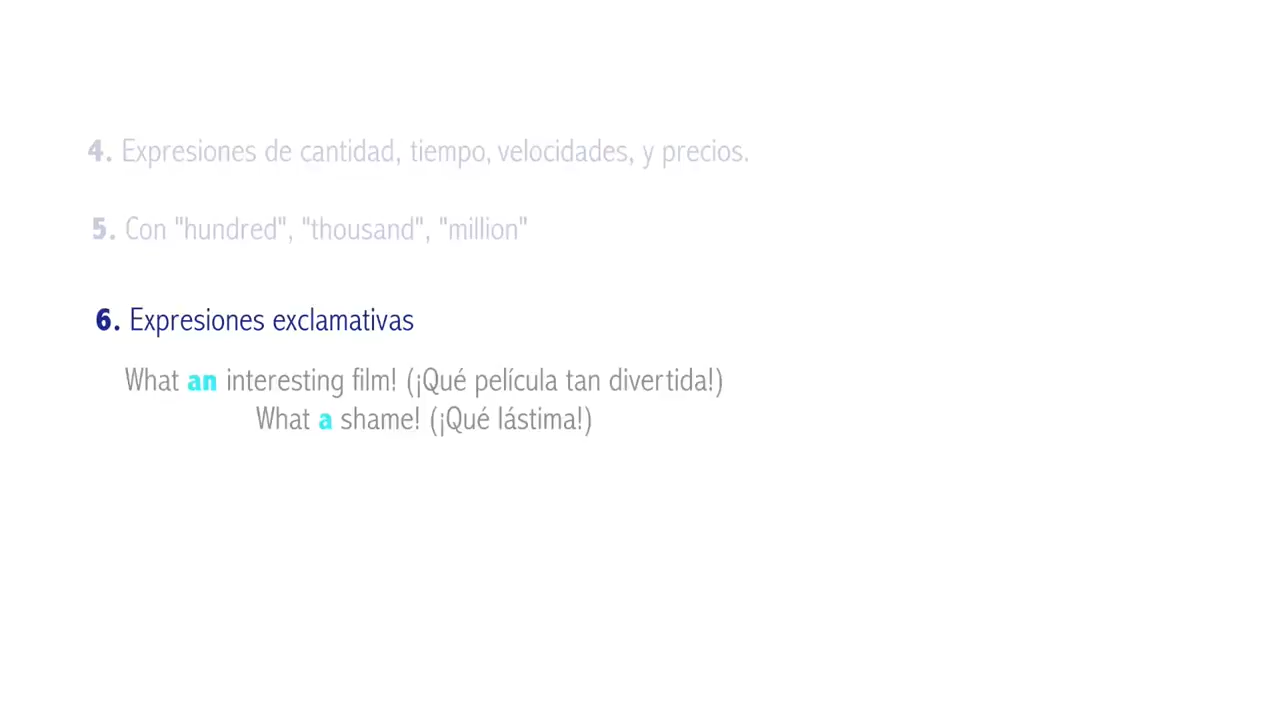 4. Expresiones de cantidad, tiempo, velocidades, y precios.
5. Con "hundred", "thousand", "million"
6. Expresiones exclamativas
What an interesting film! (¡Qué película tan divertida!)
What a shame! (¡Qué lástima!)